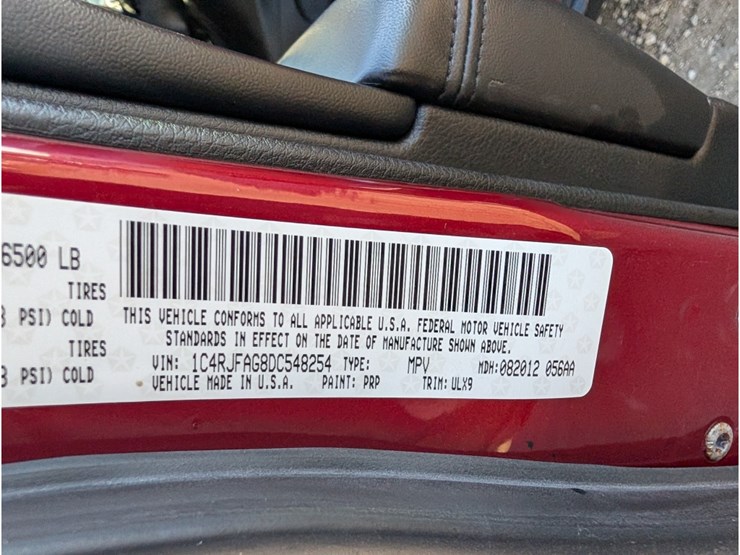 6500 LB
TIRES
PSI) COLD
TIRES
PSI) COLD
THIS VEHICLE CONFORMS TO ALL APPLICABLE U.S.A. FEDERAL MOTOR VEHICLE SAFETY
STANDARDS IN EFFECT ON THE DATE OF MANUFACTURE SHOWN ABOVE.
VIN: 1C4RJFAG8DC548254 TYPE: MPV MDH:082012 056AA
VEHICLE MADE IN U.S.A. PAINT: PRP TRIM: ULX9